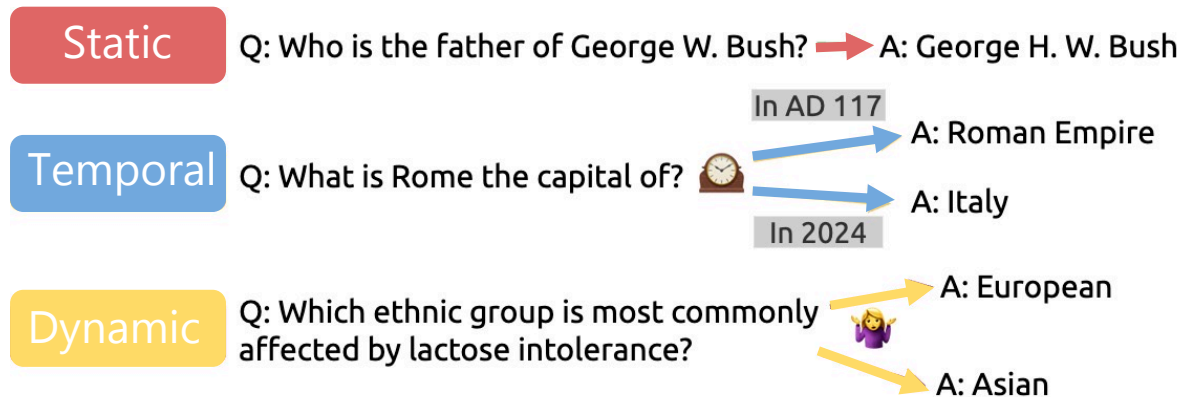 Static
Q: Who is the father of George W. Bush?
A: George H. W. Bush
In AD 117
Temporal
Q: What is Rome the capital of?
A: Roman Empire
A: Italy
In 2024
Dynamic
Q: Which ethnic group is most commonly
affected by lactose intolerance?
A: European
A: Asian